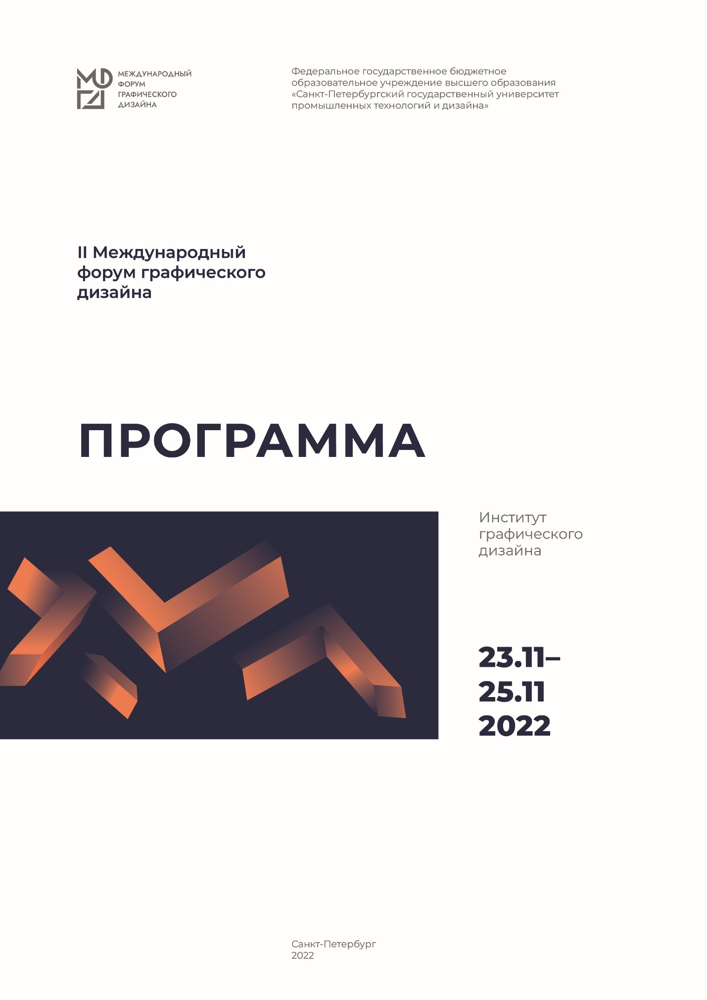 МЕЖДУНАРОДНЫЙ
ФОРУМ
ГРАФИЧЕСКОГО
ДИЗАЙНА
Федеральное государственное бюджетное
образовательное учреждение высшего образования
«Санкт-Петербургский государственный университет
промышленных технологий и дизайна»
II Международный
форум графического
дизайна
ПРОГРАММА
Институт
графического
дизайна
23.11–
25.11
2022
Санкт-Петербург
2022